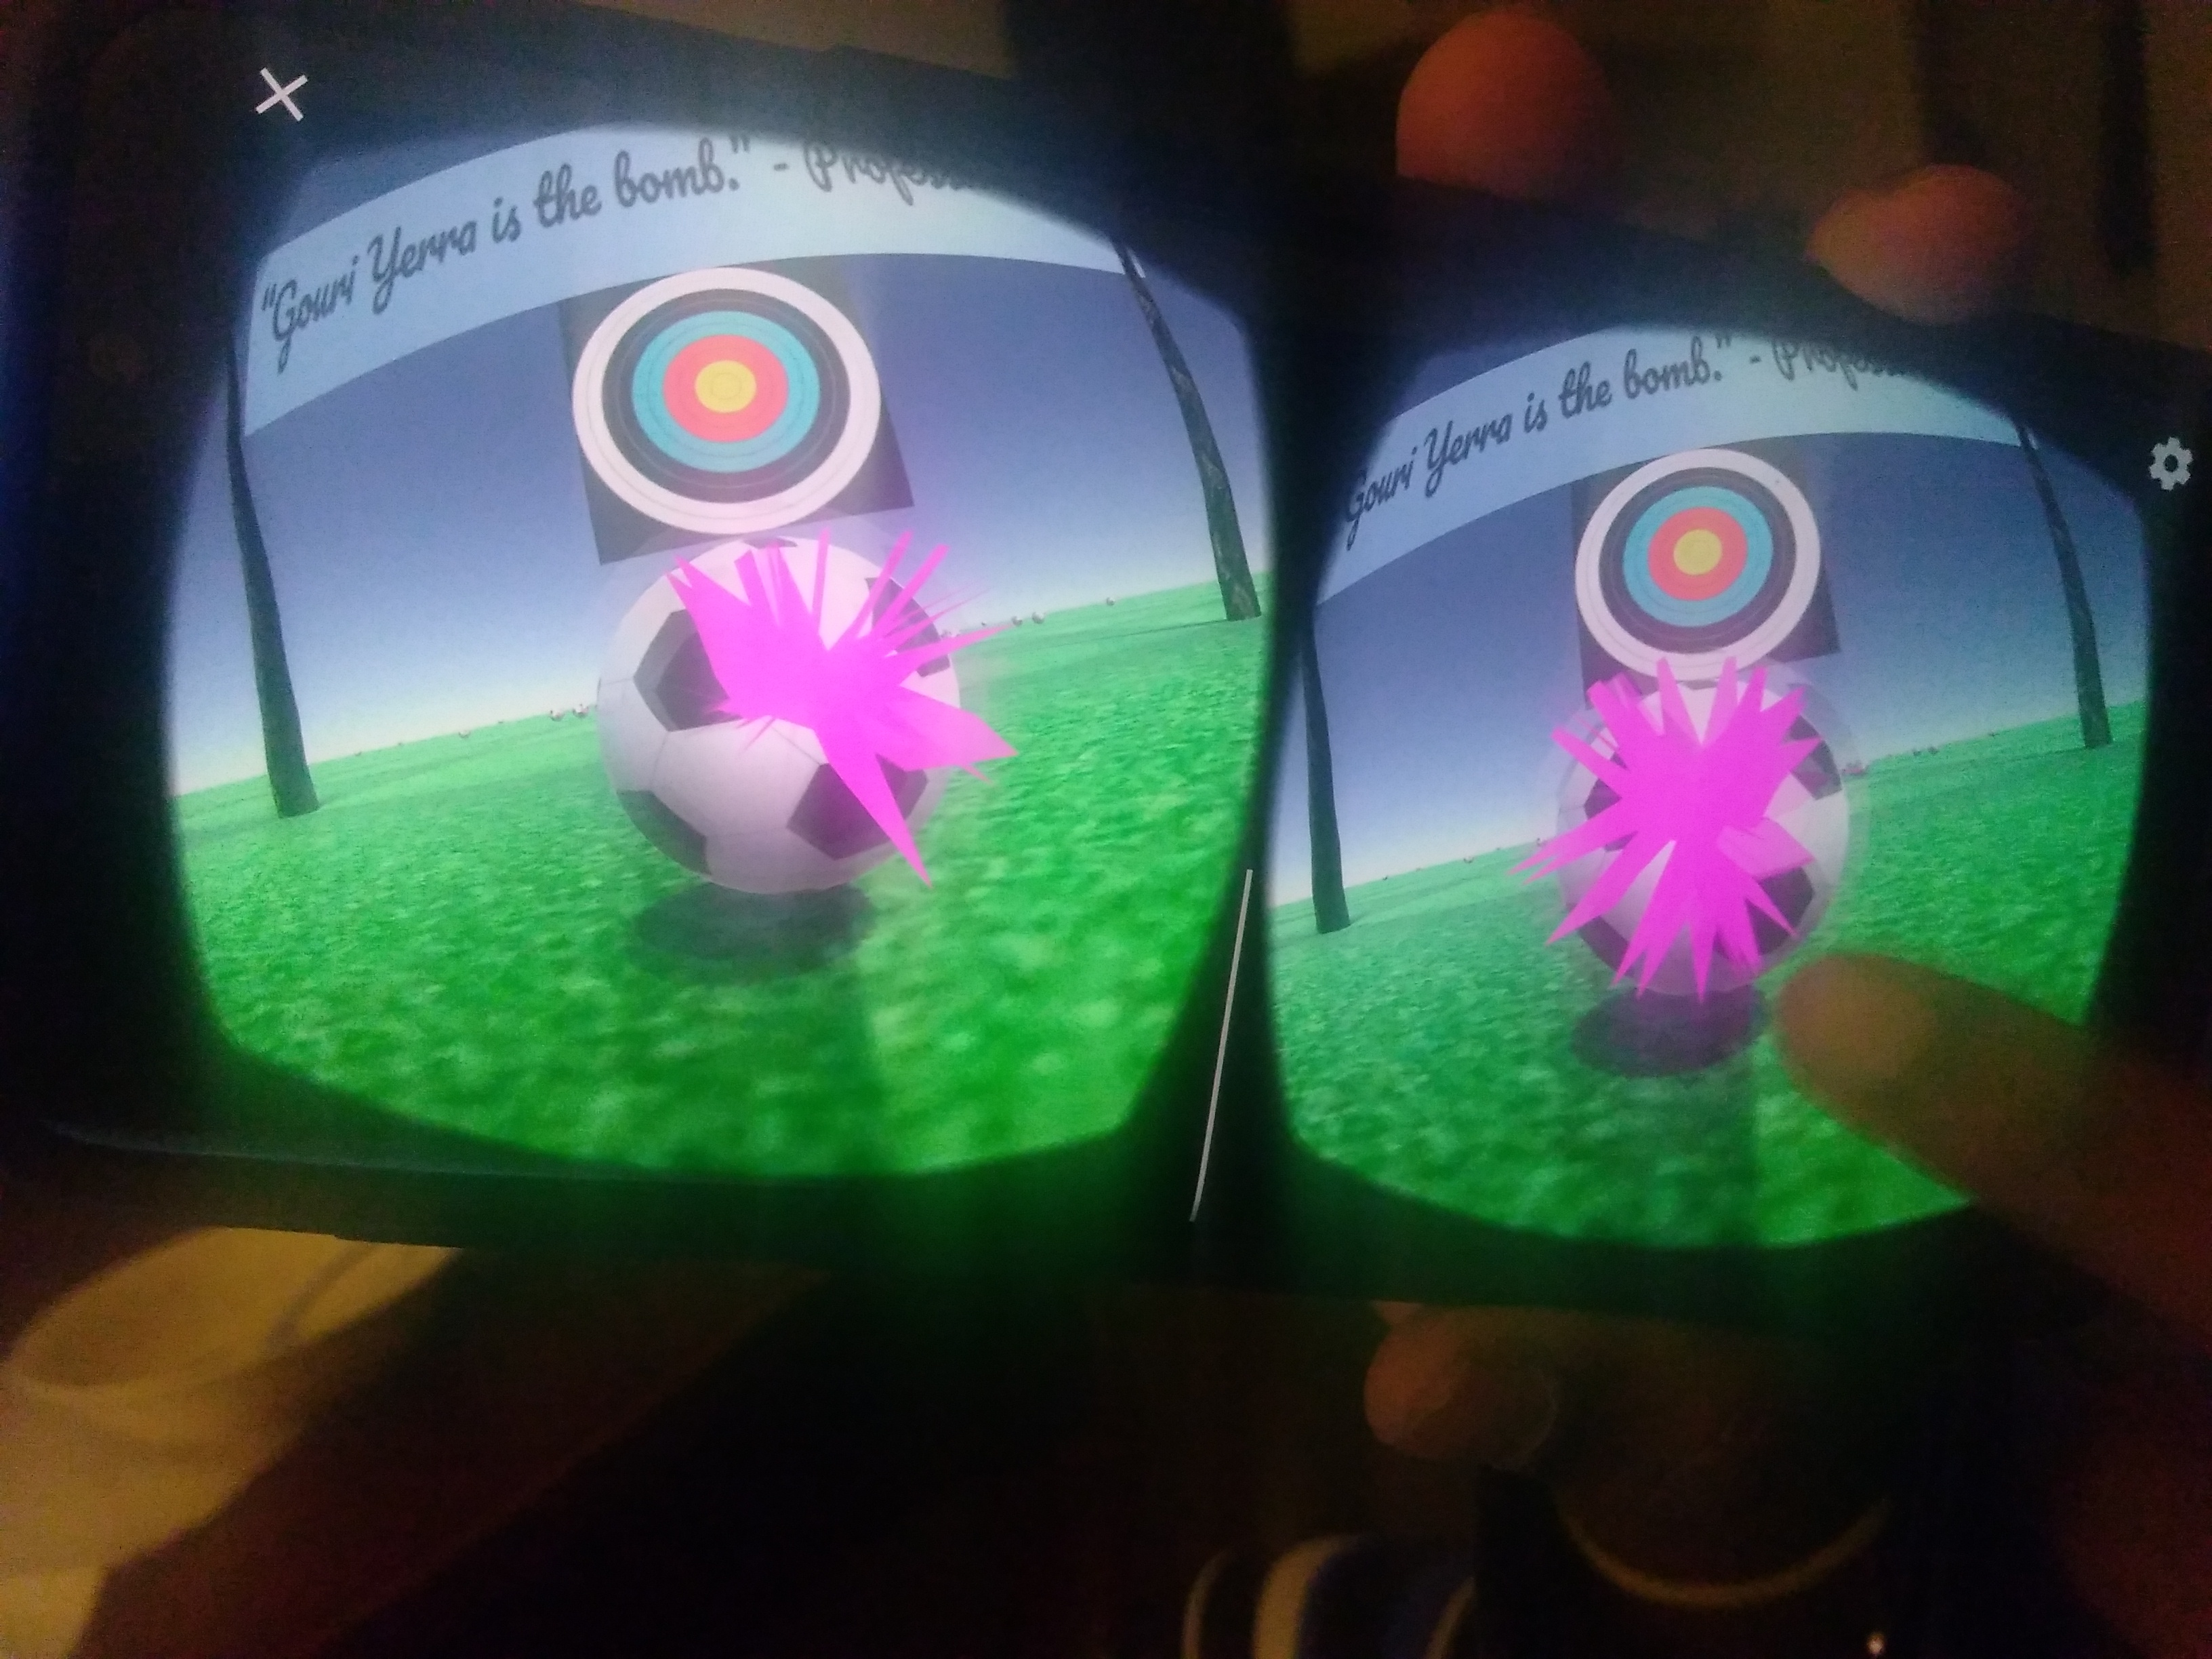 "Gouri Yerra is the bomb." -
Gouri Yerra is the bomb." -